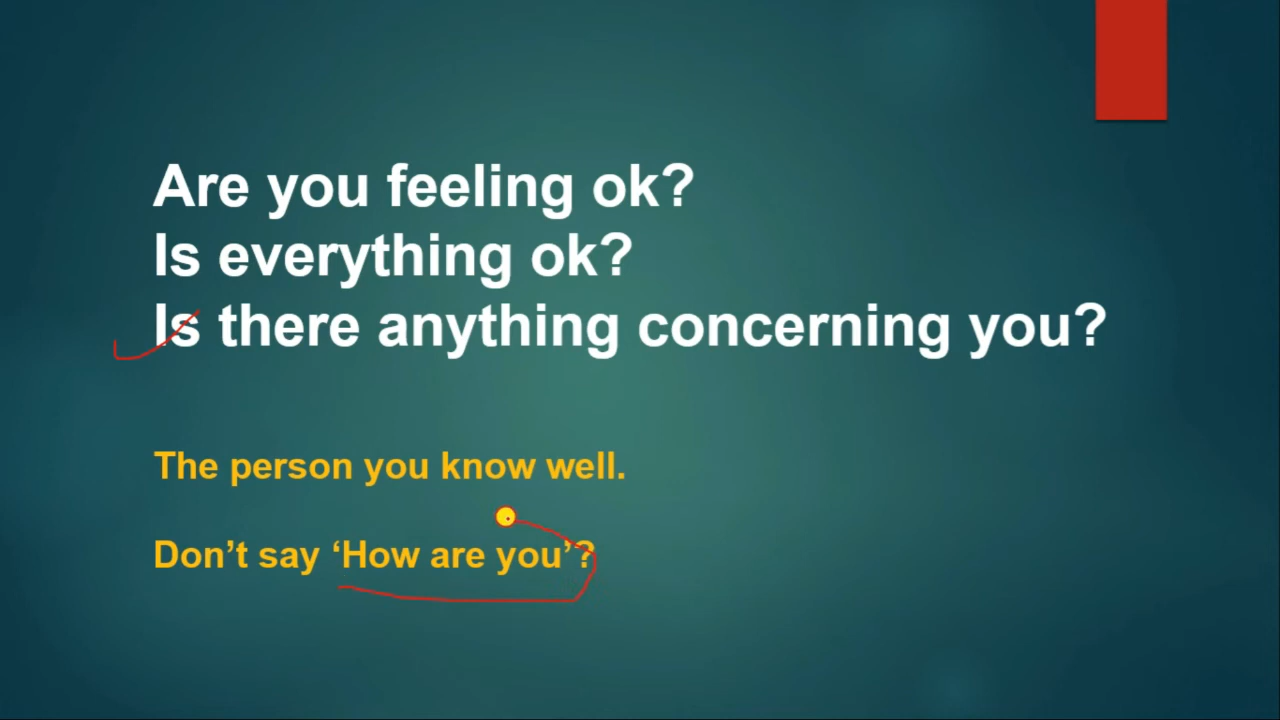 Are you feeling ok?
Is everything ok?
Is there anything concerning you?
The person you know well.
Don’t say ‘How are you’?